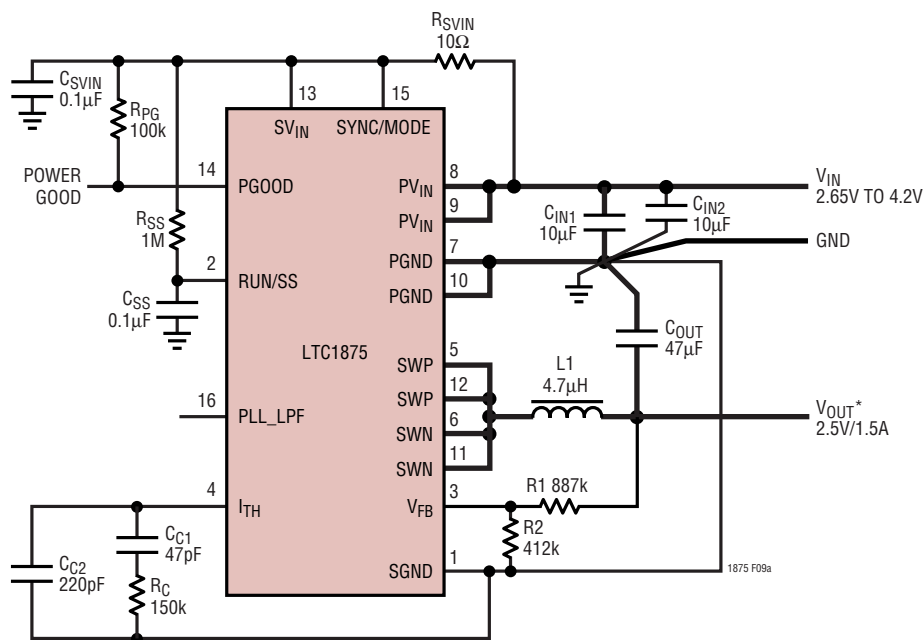 R_SVIN
10Ω
C_SVIN
0.1µF
R_PG
100k
13
15
SV_IN
SYNC/MODE
POWER
GOOD
14
PGOOD
PV_IN
8
V_IN
2.65V TO 4.2V
PV_IN
9
C_IN1
10µF
C_IN2
10µF
R_SS
1M
GND
2
RUN/SS
PGND
7
PGND
10
C_SS
0.1µF
C_OUT
47µF
LTC1875
SWP
5
SWP
12
L1
4.7µH
16
PLL_LPF
SWN
6
V_OUT*
2.5V/1.5A
SWN
11
4
I_TH
V_FB
3
R1 887k
R2
412k
C_C1
47pF
C_C2
220pF
R_C
150k
SGND
1
1875 F09a